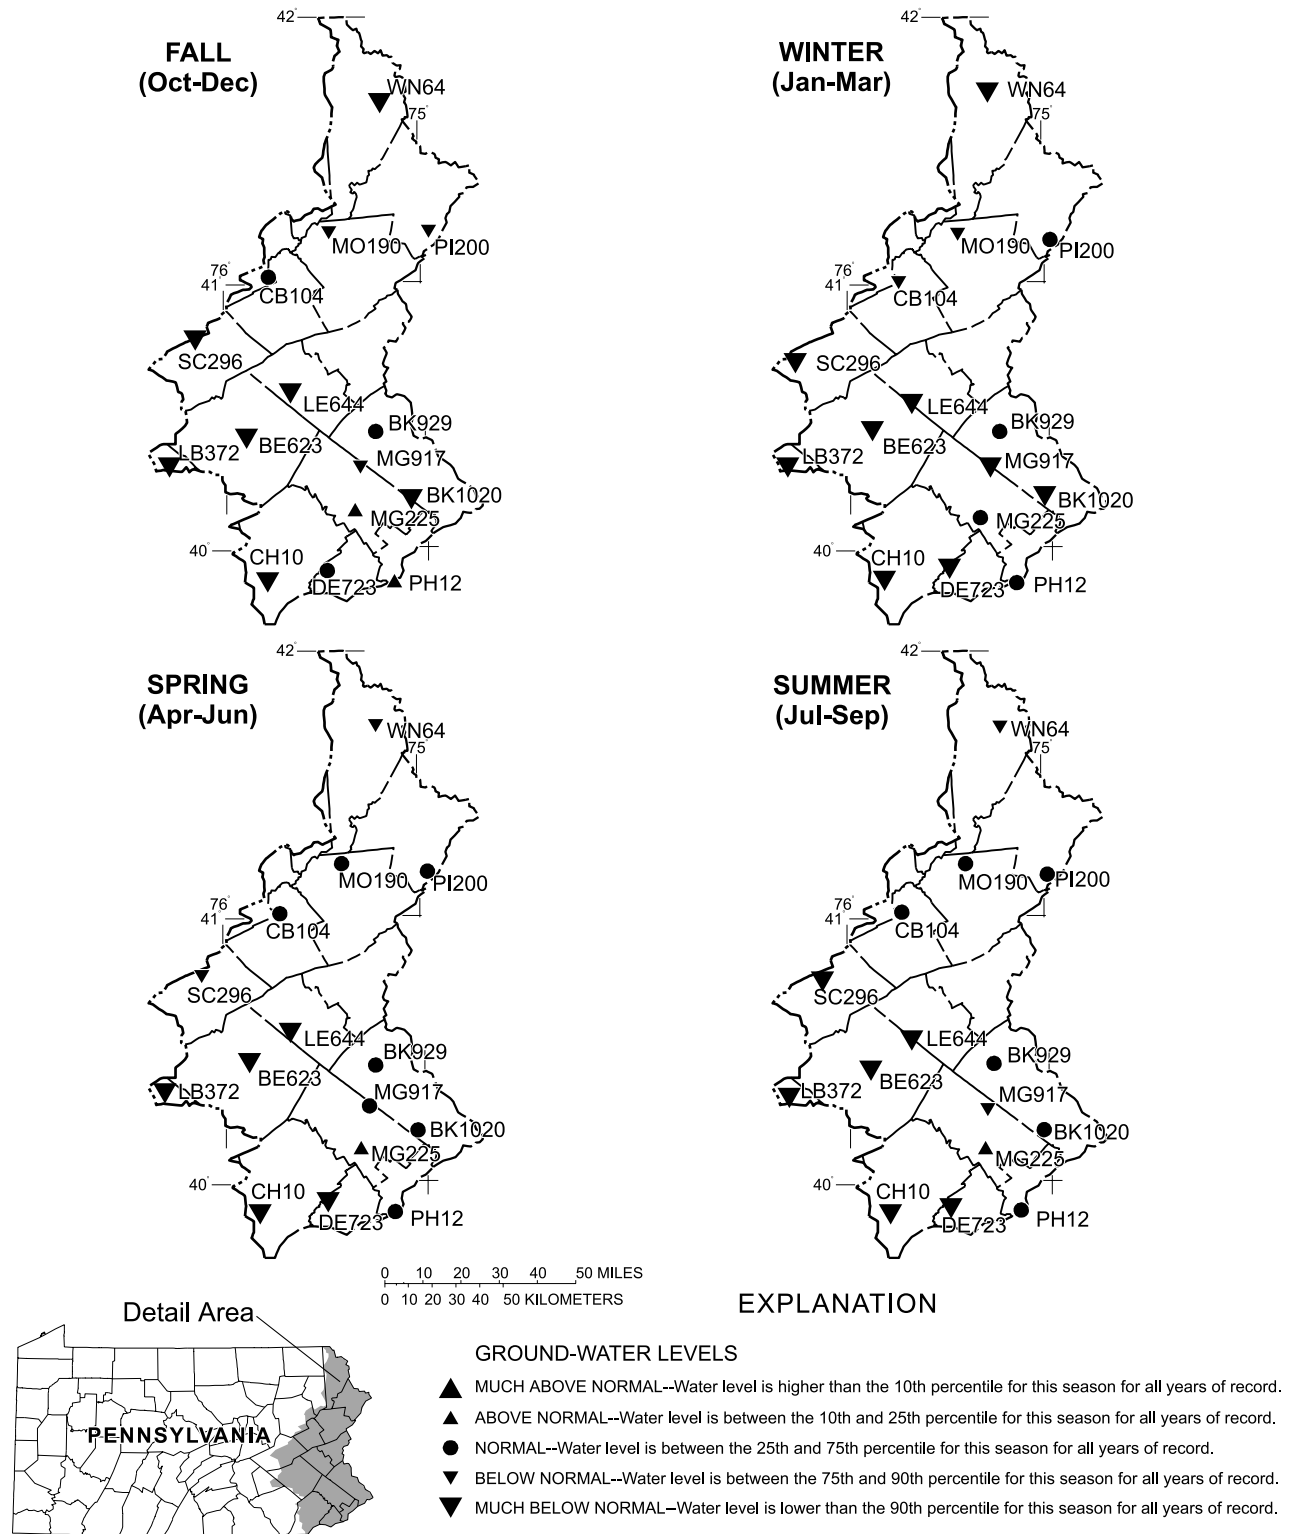 42°
FALL
(Oct-Dec)
WN64
75°
MO190
PI200
76°
41°
CB104
SC296
LE644
BK929
BE623
LB372
MG917
BK1020
MG225
40°
CH10
DE723
PH12
42°
WINTER
(Jan-Mar)
WN64
75°
MO190
PI200
76°
41°
CB104
SC296
LE644
BK929
BE623
LB372
MG917
BK1020
MG225
40°
CH10
DE723
PH12
42°
SPRING
(Apr-Jun)
WN64
75°
MO190
PI200
76°
41°
CB104
SC296
LE644
BK929
BE623
LB372
MG917
BK1020
MG225
40°
CH10
DE723
PH12
42°
SUMMER
(Jul-Sep)
WN64
75°
MO190
PI200
76°
41°
CB104
SC296
LE644
BK929
BE623
LB372
MG917
BK1020
MG225
40°
CH10
DE723
PH12
0 10 20 30 40 50 MILES
0 10 20 30 40 50 KILOMETERS
Detail Area
PENNSYLVANIA
EXPLANATION
GROUND-WATER LEVELS
MUCH ABOVE NORMAL--Water level is higher than the 10th percentile for this season for all years of record.
ABOVE NORMAL--Water level is between the 10th and 25th percentile for this season for all years of record.
NORMAL--Water level is between the 25th and 75th percentile for this season for all years of record.
BELOW NORMAL--Water level is between the 75th and 90th percentile for this season for all years of record.
MUCH BELOW NORMAL--Water level is lower than the 90th percentile for this season for all years of record.